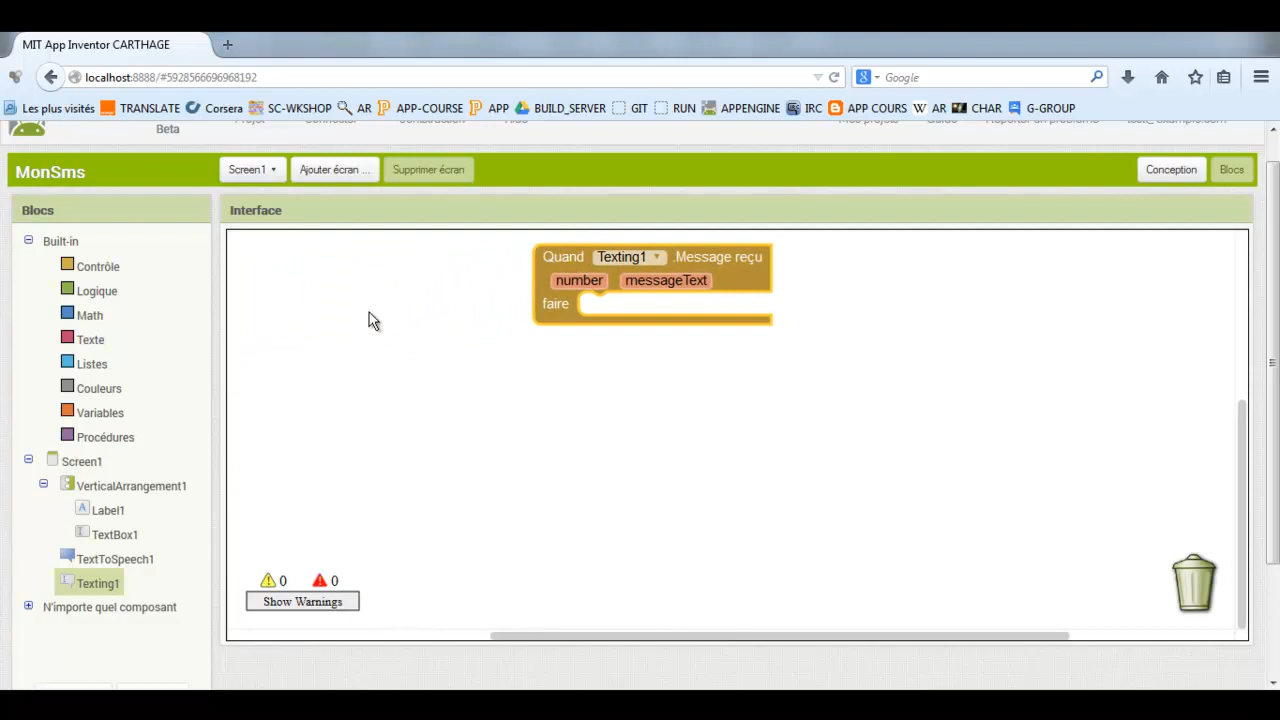 MIT App Inventor CARTHAGE
localhost:8888/#5928566696968192
Google
Les plus visités TRANSLATE Corsera SC-WKSHOP AR APP-COURSE APP BUILD_SERVER GIT RUN APPENGINE IRC APP COURS AR CHAR G-GROUP
Beta
MonSms Screen1 Ajouter écran ... Supprimer écran Conception Blocs
Blocs Interface
Built-in
Contrôle
Logique
Math
Texte
Listes
Couleurs
Variables
Procédures
Screen1
VerticalArrangement1
Label1
TextBox1
TextToSpeech1
Texting1
N'importe quel composant
Quand Texting1 .Message reçu
number messageText
faire
0 0
Show Warnings